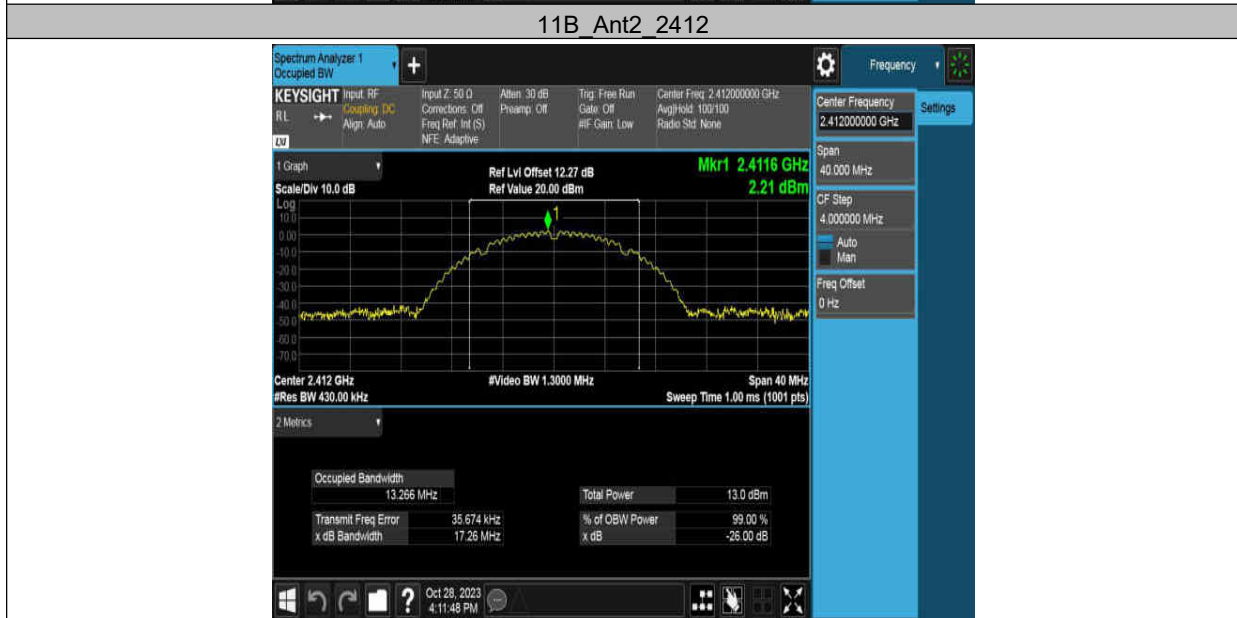 11B_Ant2_2412
Spectrum Analyzer 1
Occupied BW
+
Frequency
KEYSIGHT
RL
LXI
Input: RF
Coupling: DC
Align: Auto
Input Z: 50 Ω
Corrections: Off
Freq Ref: Int (S)
NFE: Adaptive
Atten: 30 dB
Preamp: Off
Trig: Free Run
Gate: Off
#IF Gain: Low
Center Freq: 2.412000000 GHz
Avg|Hold: 100/100
Radio Std: None
Center Frequency
2.412000000 GHz
Settings
Span
40.000 MHz
CF Step
4.000000 MHz
Auto
Man
Freq Offset
0 Hz
1 Graph
Scale/Div 10.0 dB
Ref Lvl Offset 12.27 dB
Ref Value 20.00 dBm
Mkr1 2.4116 GHz
2.21 dBm
Log
10.0
0.00
-10.0
-20.0
-30.0
-40.0
-50.0
-60.0
-70.0
1
Center 2.412 GHz
#Res BW 430.00 kHz
#Video BW 1.3000 MHz
Span 40 MHz
Sweep Time 1.00 ms (1001 pts)
2 Metrics
Occupied Bandwidth
13.266 MHz
Total Power 13.0 dBm
Transmit Freq Error 35.674 kHz
% of OBW Power 99.00 %
x dB Bandwidth 17.26 MHz
x dB -26.00 dB
?
Oct 28, 2023
4:11:48 PM